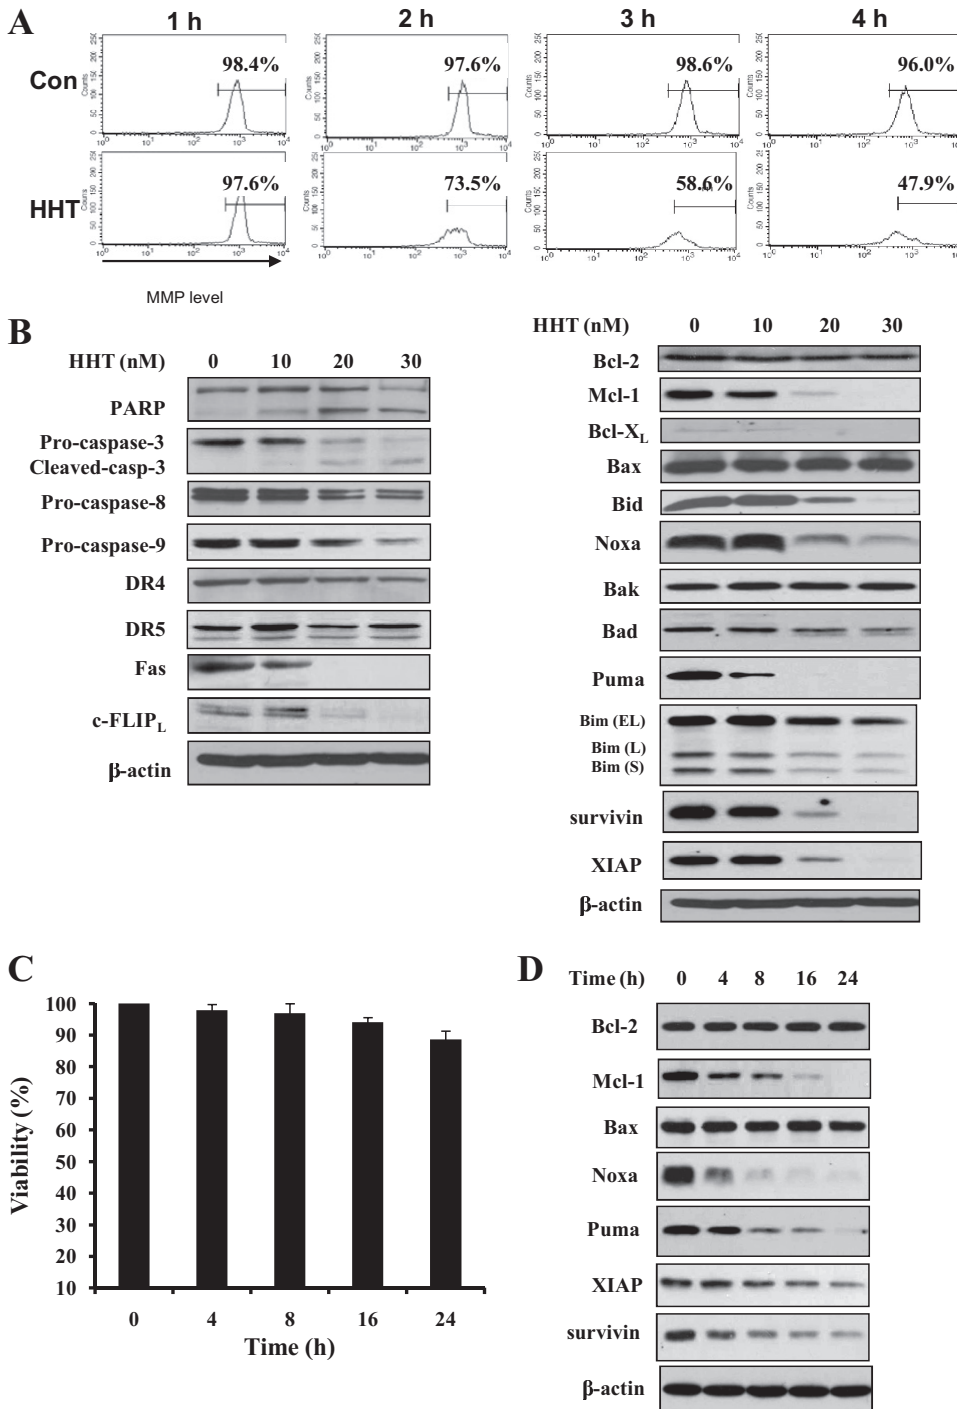 A
1 h 2 h 3 h 4 h
Con
98.4% 97.6% 98.6% 96.0%
HHT
97.6% 73.5% 58.6% 47.9%
MMP level
B
HHT (nM) 0 10 20 30
PARP
Pro-caspase-3
Cleaved-casp-3
Pro-caspase-8
Pro-caspase-9
DR4
DR5
Fas
c-FLIPL
β-actin
HHT (nM) 0 10 20 30
Bcl-2
Mcl-1
Bcl-XL
Bax
Bid
Noxa
Bak
Bad
Puma
Bim (EL)
Bim (L)
Bim (S)
survivin
XIAP
β-actin
C
Viability (%)
100
90
80
70
60
50
40
30
20
10
0 4 8 16 24
Time (h)
D
Time (h) 0 4 8 16 24
Bcl-2
Mcl-1
Bax
Noxa
Puma
XIAP
survivin
β-actin